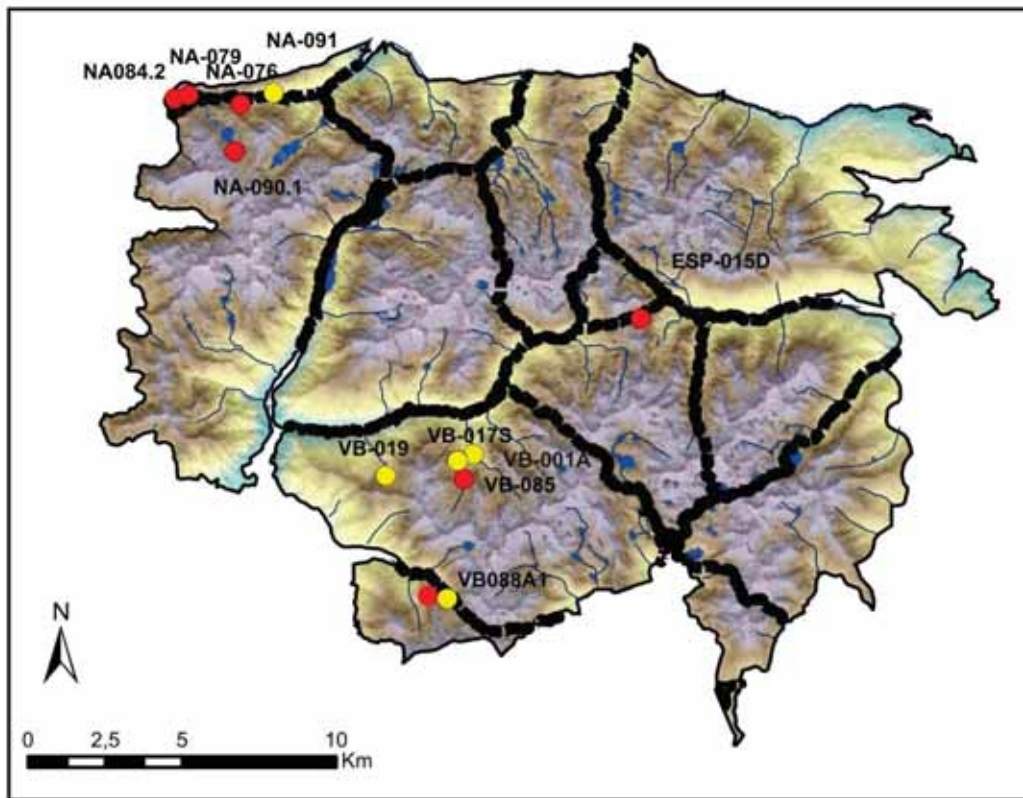 NA-091
NA-079
NA084.2 NA-076
NA-090.1
ESP-015D
VB-017S
VB-019 VB-001A
VB-085
VB088A1
N
0 2,5 5 10
Km